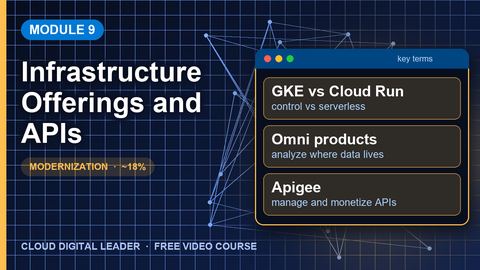 MODULE 9
Infrastructure
Offerings and
APIs
MODERNIZATION · ~18%
CLOUD DIGITAL LEADER · FREE VIDEO COURSE
key terms
GKE vs Cloud Run
control vs serverless
Omni products
analyze where data lives
Apigee
manage and monetize APIs